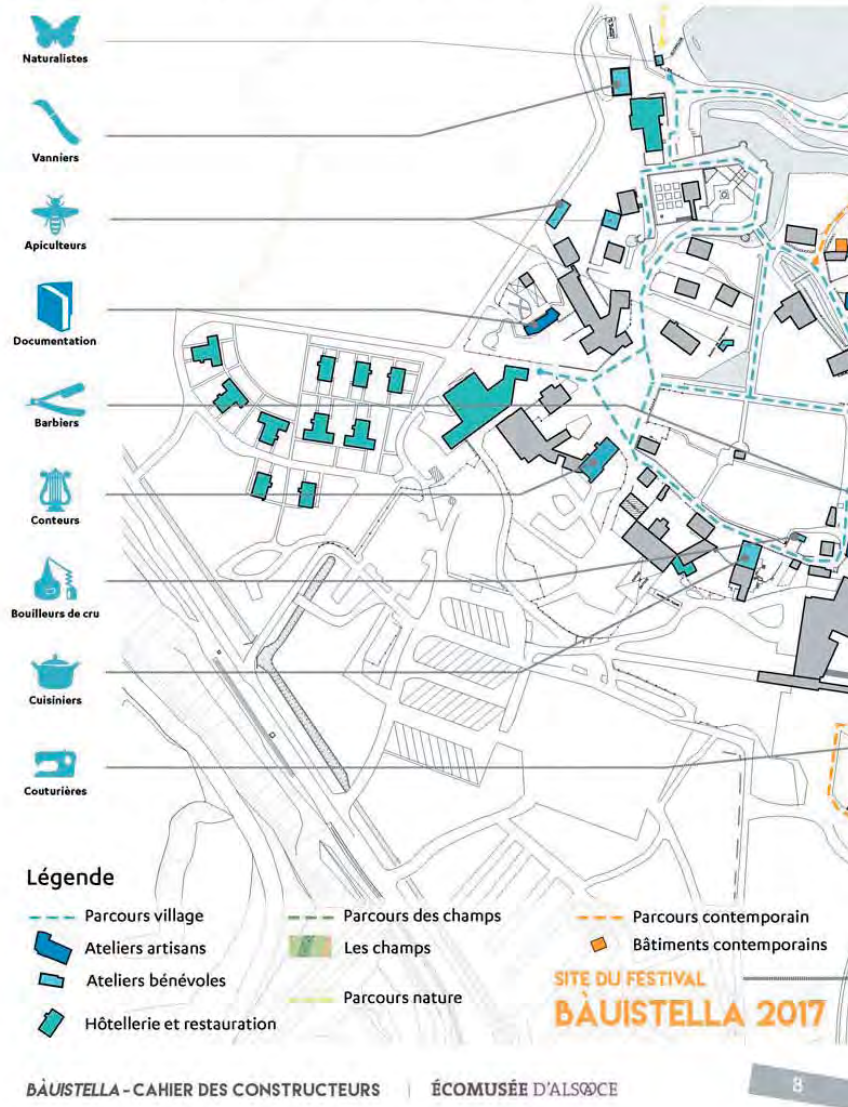 Naturalistes
Vanniers
Apiculteurs
Documentation
Barbiers
Conteurs
Bouilleurs de cru
Cuisiniers
Couturières
Légende
Parcours village
Ateliers artisans
Ateliers bénévoles
Hôtellerie et restauration
Parcours des champs
Les champs
Parcours nature
Parcours contemporain
Bâtiments contemporains
SITE DU FESTIVAL
BÀUISTELLA 2017
BÀUISTELLA - CAHIER DES CONSTRUCTEURS | ÉCOMUSÉE D'ALSACE
8